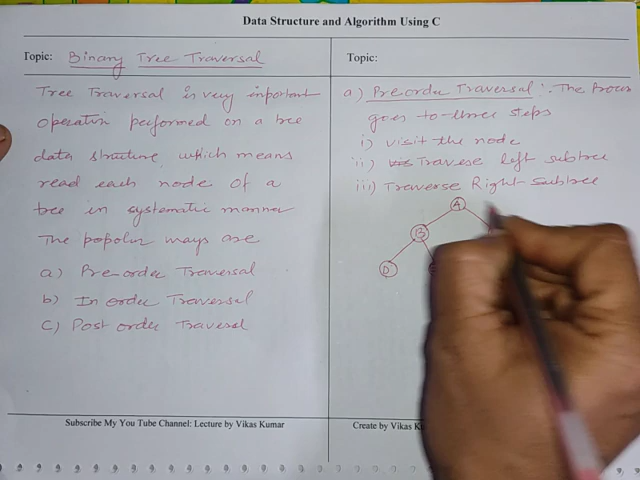 Data Structure and Algorithm Using C
Topic: Binary Tree Traversal
Tree Traversal is very important
operation performed on a tree
data structure, which means
read each node of a
tree in systematic manner
The popular ways are
a) Pre order Traversal
b) In order Traversal
c) Post order Traversal
Subscribe My You Tube Channel: Lecture by Vikas Kumar
Topic:
a) Preorder Traversal :- The Process
goes to three steps
i) visit the node
ii) Travese left subtree
iii) Traverse Right Subtree
A
B
D
Create by Vikas